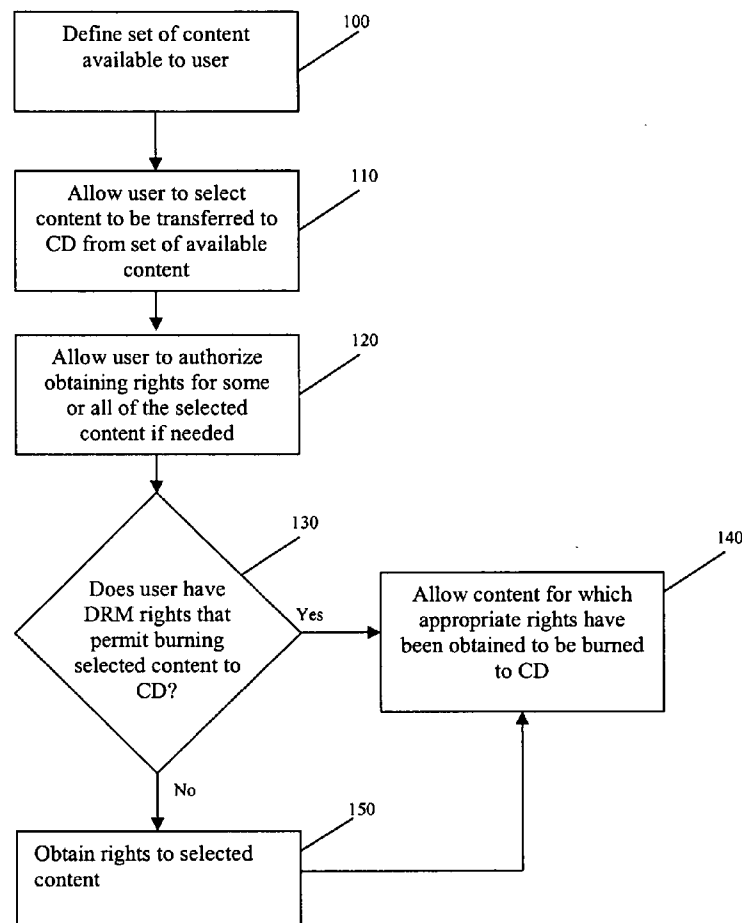 Define set of content
available to user
100
Allow user to select
content to be transferred to
CD from set of available
content
110
Allow user to authorize
obtaining rights for some
or all of the selected
content if needed
120
Does user have
DRM rights that
permit burning
selected content to
CD?
130
Yes
Allow content for which
appropriate rights have
been obtained to be burned
to CD
140
No
Obtain rights to selected
content
150